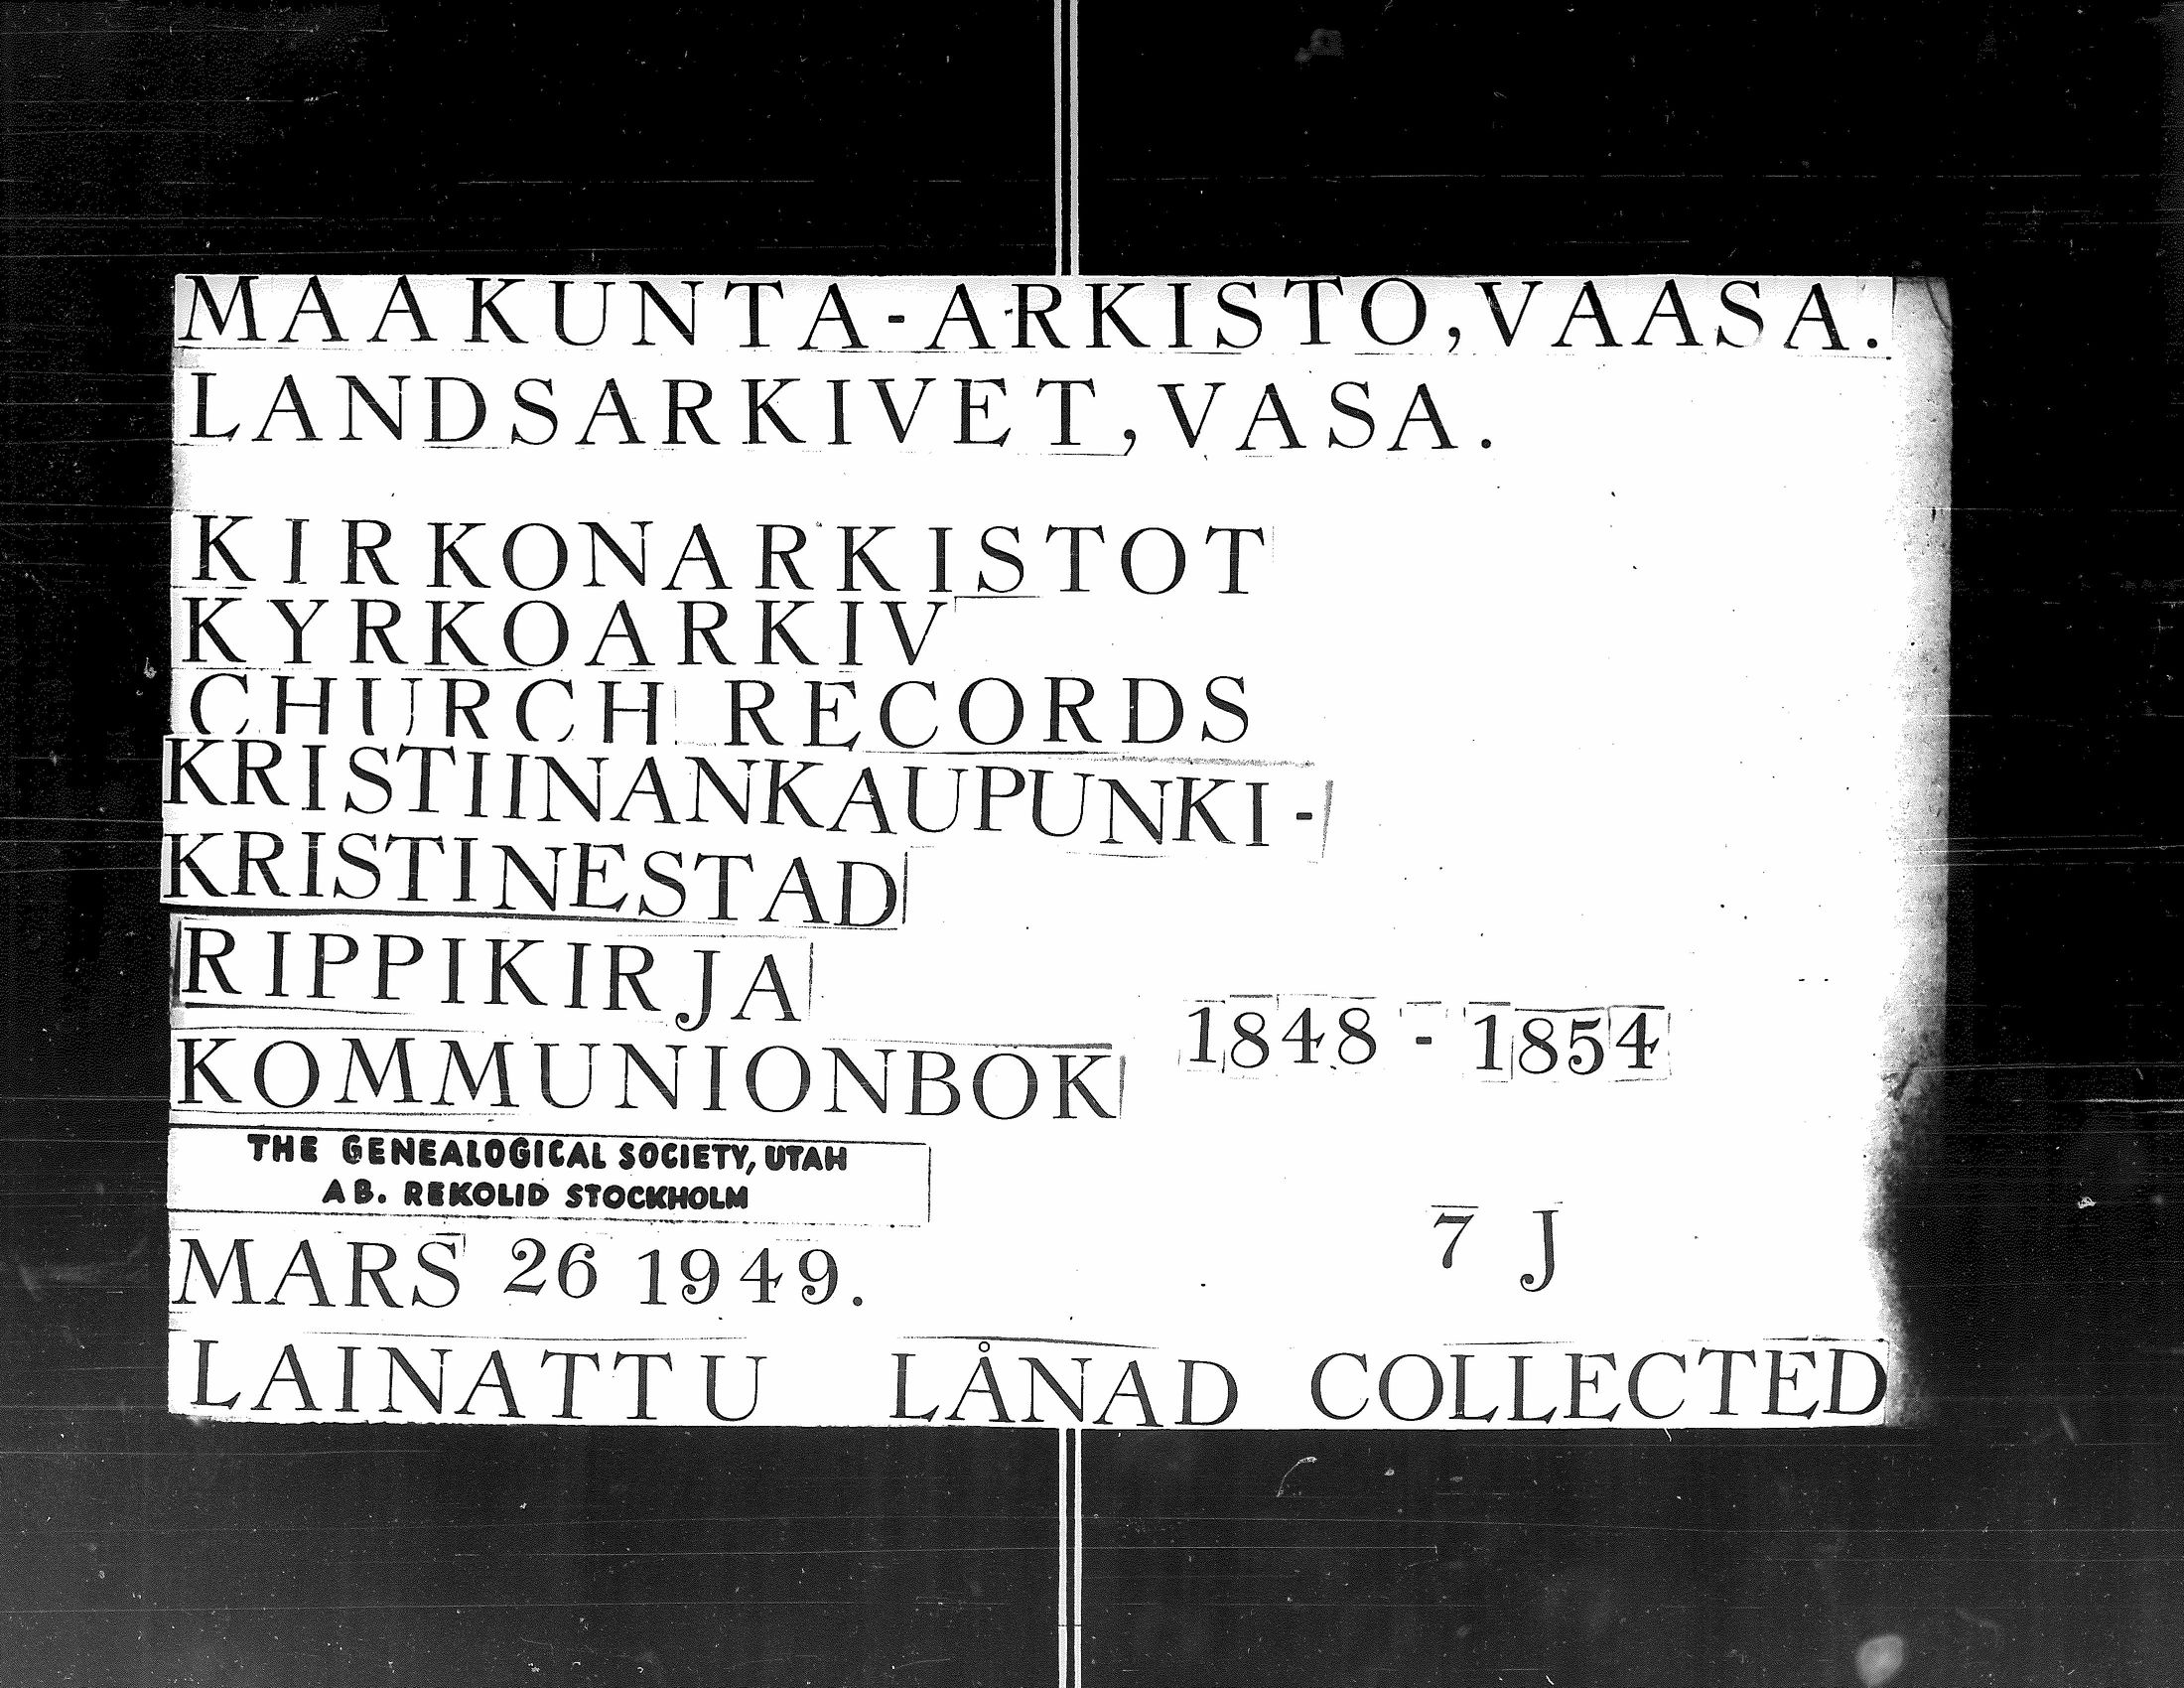 MAAKUNTA-ARKISTO, VAASA.
LANDSARKIVET, VASA.
KIRKONARKISTOT
KYRKOARKIV
CHURCH RECORDS
KRISTIINANKAUPUNKI -
KRISTINESTAD
RIPPIKIRJA
KOMMUNIONBOK 1848 - 1854
THE GENEALOGICAL SOCIETY, UTAH
AB. REKOLID STOCKHOLM
MARS 26 1949. 7 J
LAINATTU LÅNAD COLLECTED